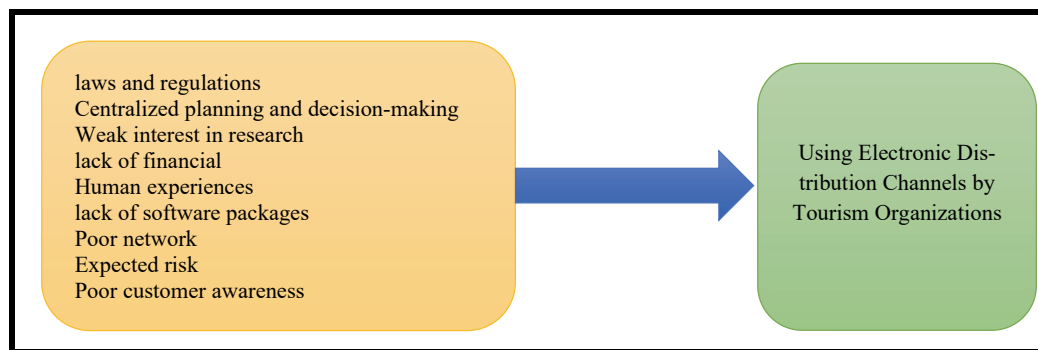 laws and regulations
Centralized planning and decision-making
Weak interest in research
lack of financial
Human experiences
lack of software packages
Poor network
Expected risk
Poor customer awareness
Using Electronic Dis-
tribution Channels by
Tourism Organizations